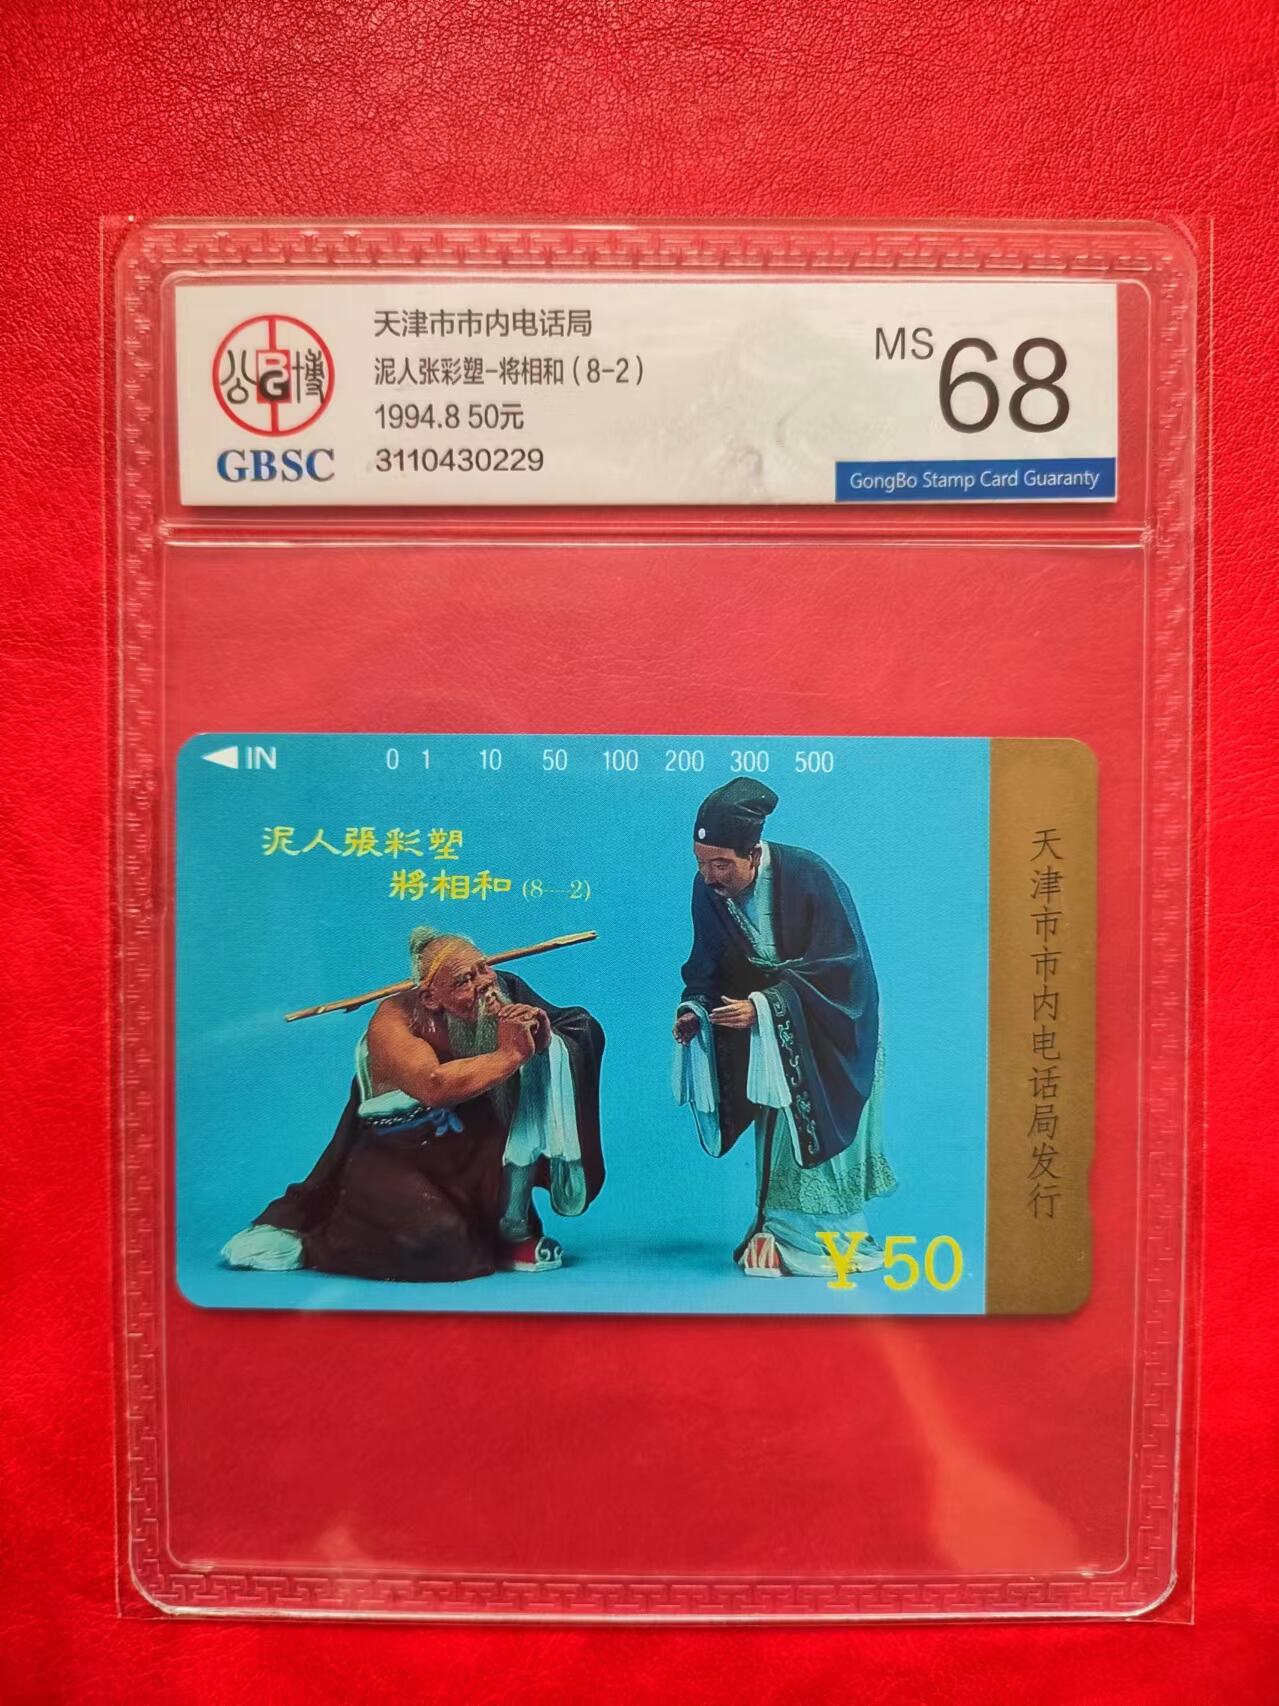 公博
BG
GBSC
天津市市内电话局
泥人张彩塑-将相和(8-2)
1994.8 50元
3110430229
MS 68
GongBo Stamp Card Guaranty
◀IN 0 1 10 50 100 200 300 500
泥人張彩塑
將相和(8—2)
天津市市内电话局发行
¥50